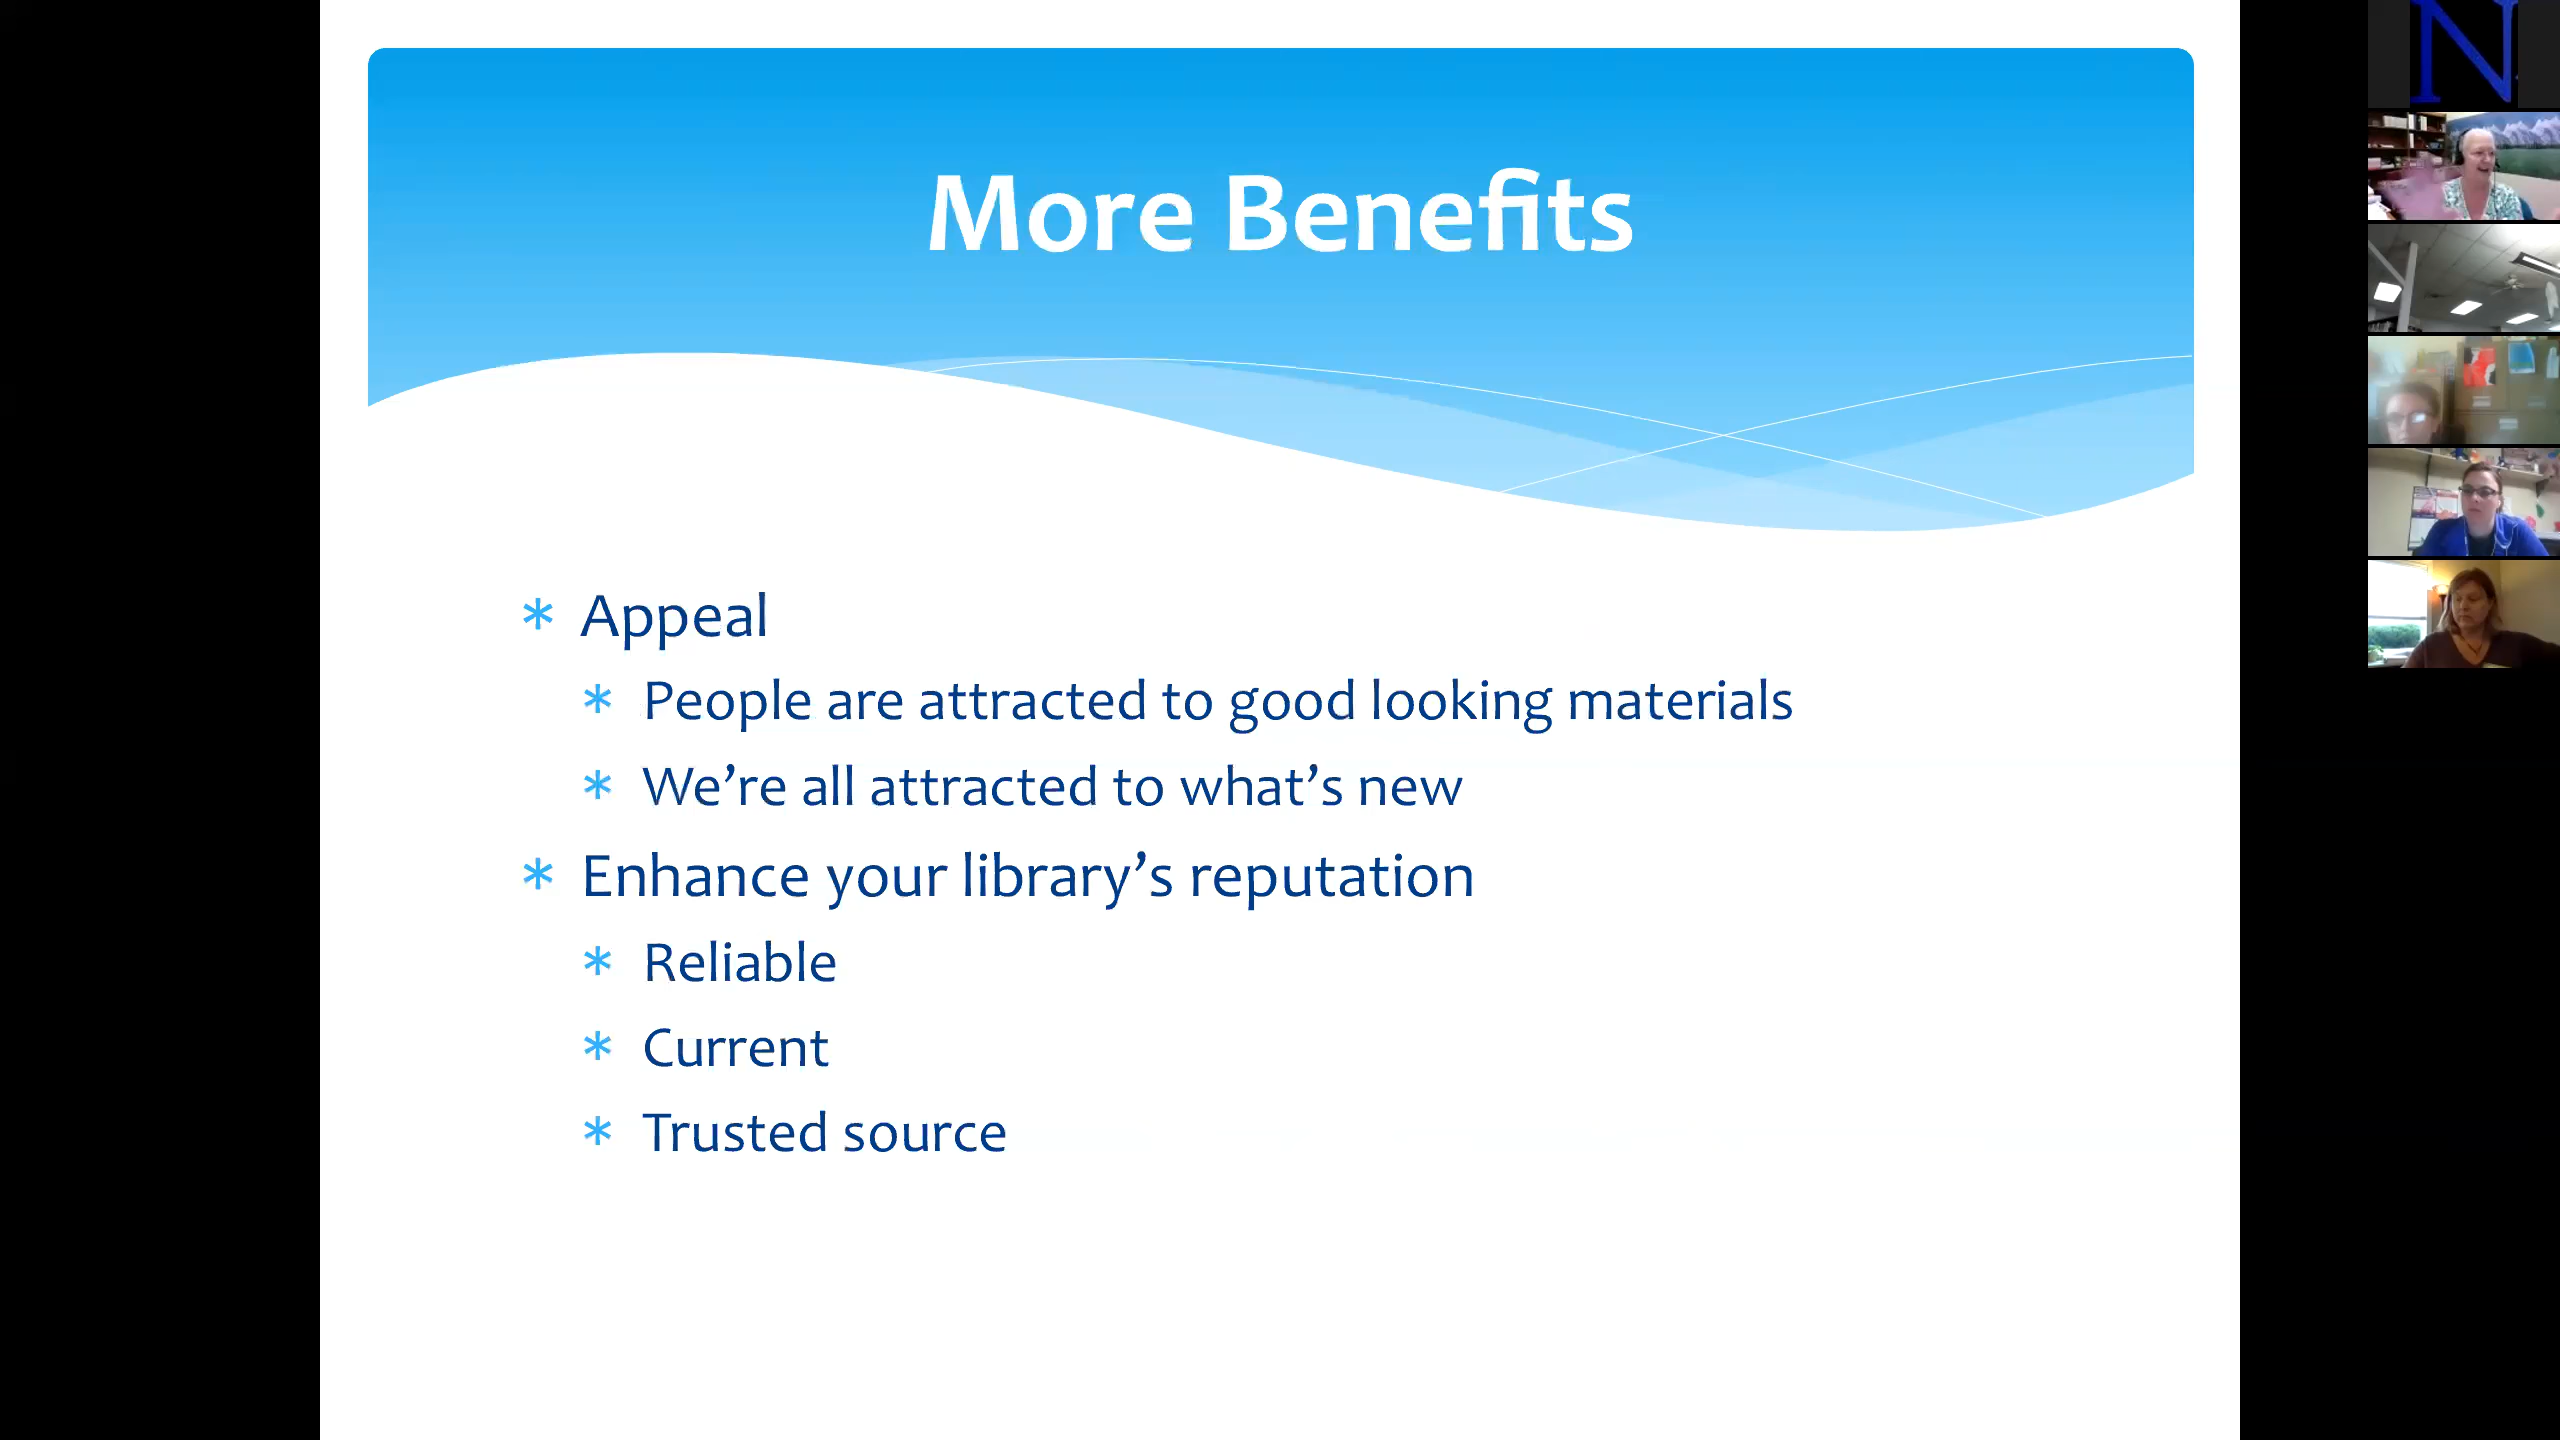 N
More Benefits
* Appeal
* People are attracted to good looking materials
* We’re all attracted to what’s new
* Enhance your library’s reputation
* Reliable
* Current
* Trusted source